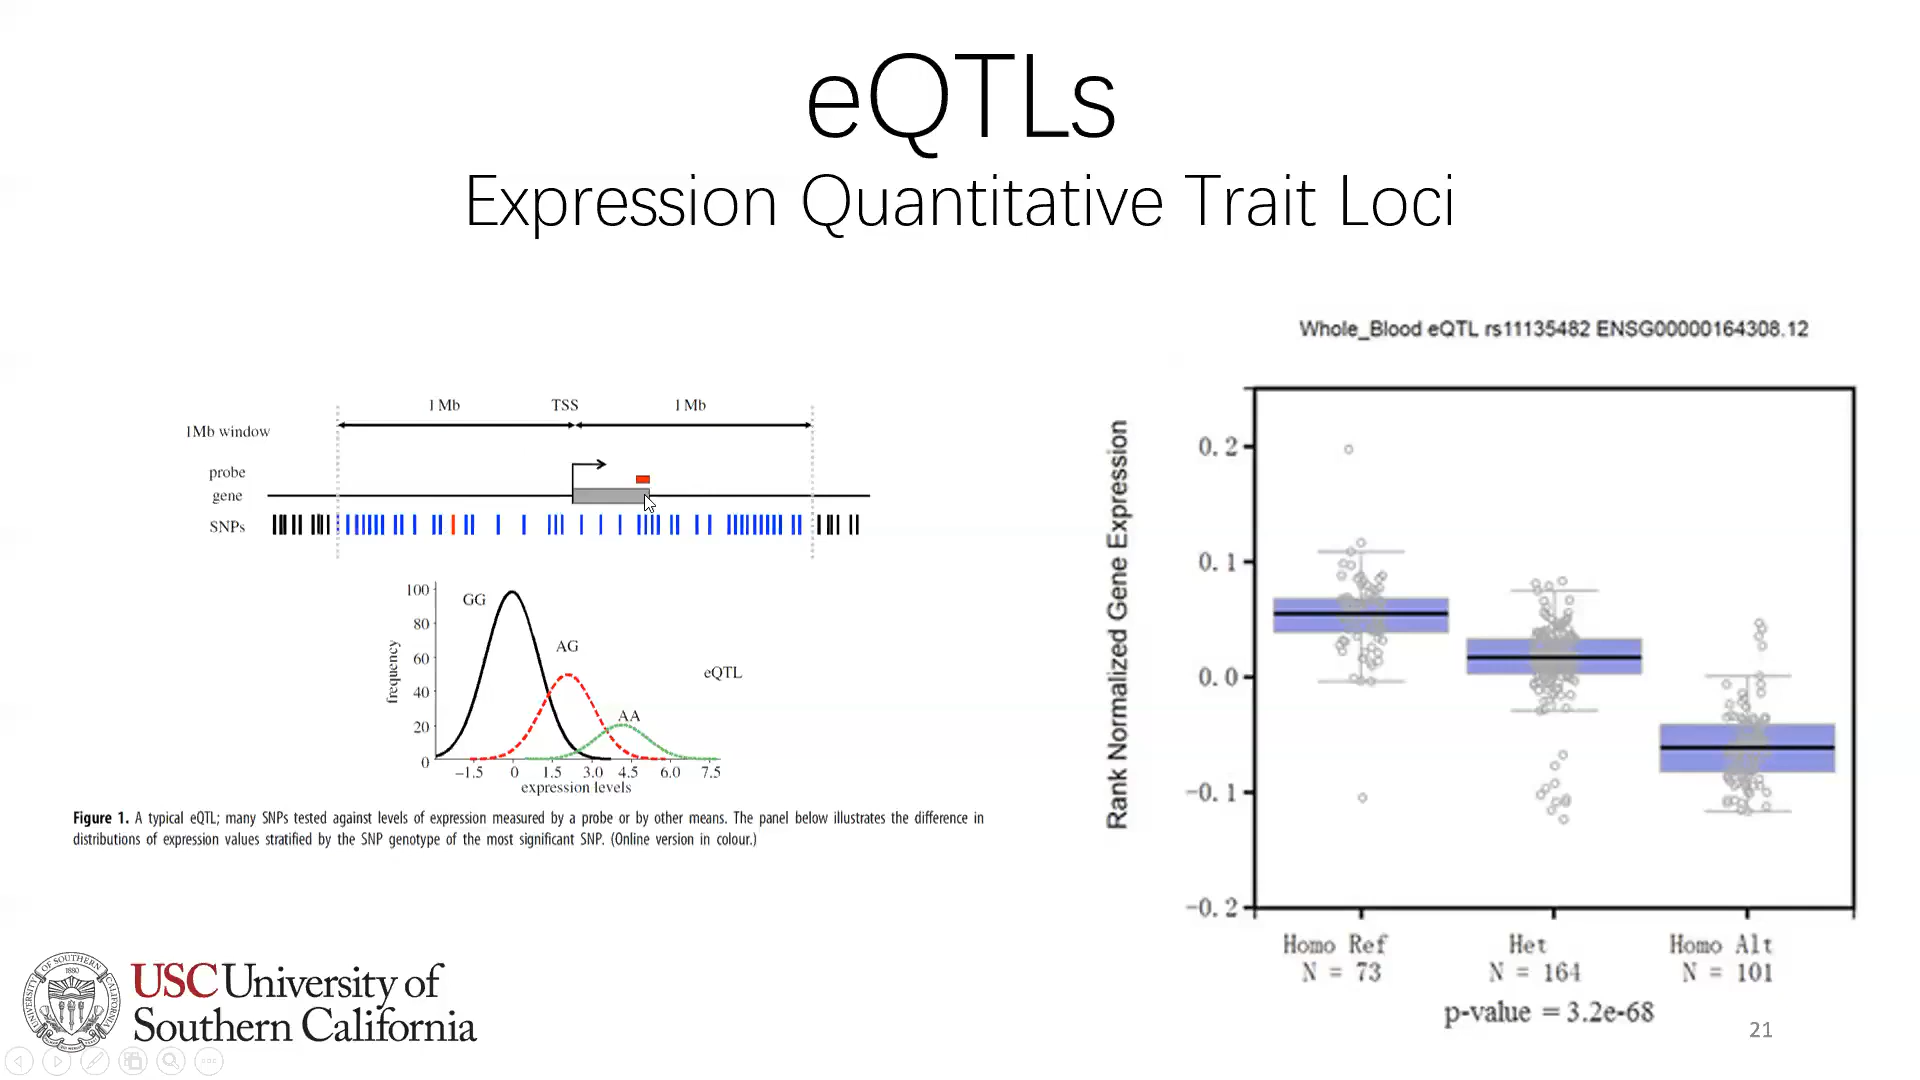 eQTLs
Expression Quantitative Trait Loci
1 Mb TSS 1 Mb
1Mb window
probe
gene
SNPs
100
80
60
40
20
0
frequency
GG
AG
AA
eQTL
–1.5 0 1.5 3.0 4.5 6.0 7.5
expression levels
Figure 1. A typical eQTL; many SNPs tested against levels of expression measured by a probe or by other means. The panel below illustrates the difference in
distributions of expression values stratified by the SNP genotype of the most significant SNP. (Online version in colour.)
Whole_Blood eQTL rs11135482 ENSG00000164308.12
Rank Normalized Gene Expression
0.2
0.1
0.0
-0.1
-0.2
Homo Ref Het Homo Alt
N = 73 N = 164 N = 101
p-value = 3.2e-68
USC University of
Southern California
21